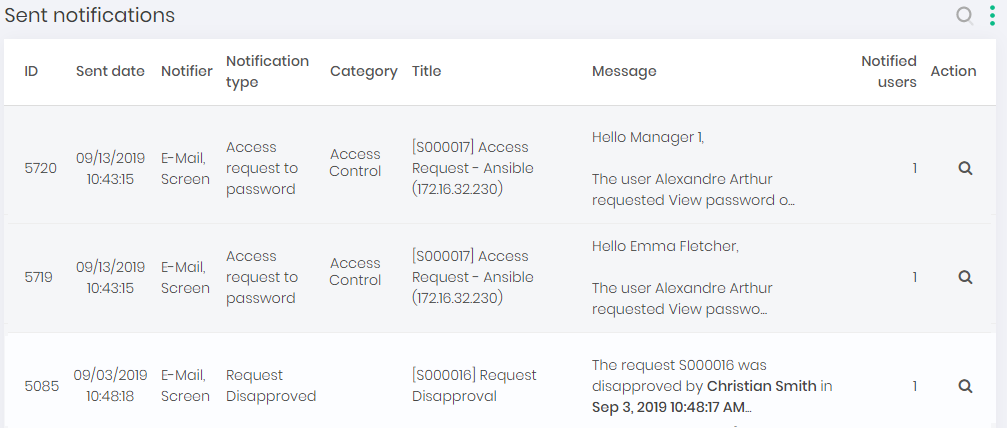 Sent notifications
ID Sent date Notifier Notification type Category Title Message Notified users Action
5720 09/13/2019 10:43:15 E-Mail, Screen Access request to password Access Control [S000017] Access Request - Ansible (172.16.32.230) Hello Manager 1, The user Alexandre Arthur requested View password o... 1
5719 09/13/2019 10:43:15 E-Mail, Screen Access request to password Access Control [S000017] Access Request - Ansible (172.16.32.230) Hello Emma Fletcher, The user Alexandre Arthur requested View passwo... 1
5085 09/03/2019 10:48:18 E-Mail, Screen Request Disapproved [S000016] Request Disapproval The request S000016 was disapproved by Christian Smith in Sep 3, 2019 10:48:17 AM... 1